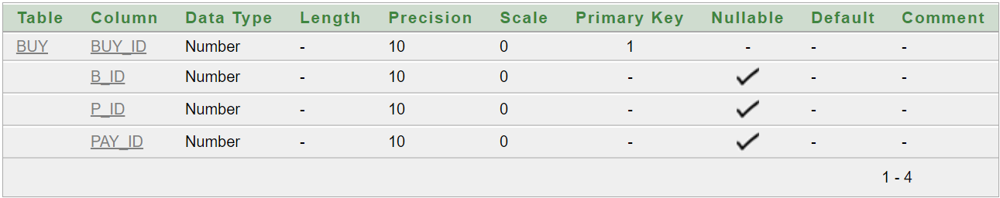 Table Column Data Type Length Precision Scale Primary Key Nullable Default Comment
BUY BUY_ID Number - 10 0 1 - - -
B_ID Number - 10 0 - ✓ - -
P_ID Number - 10 0 - ✓ - -
PAY_ID Number - 10 0 - ✓ - -
1 - 4